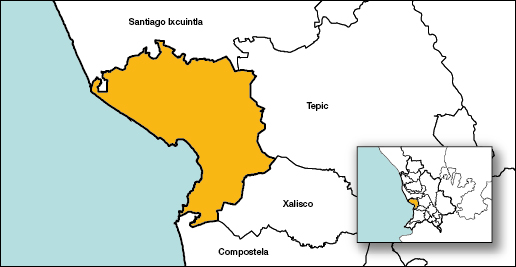 Santiago Ixcuintla
Tepic
Xalisco
Compostela